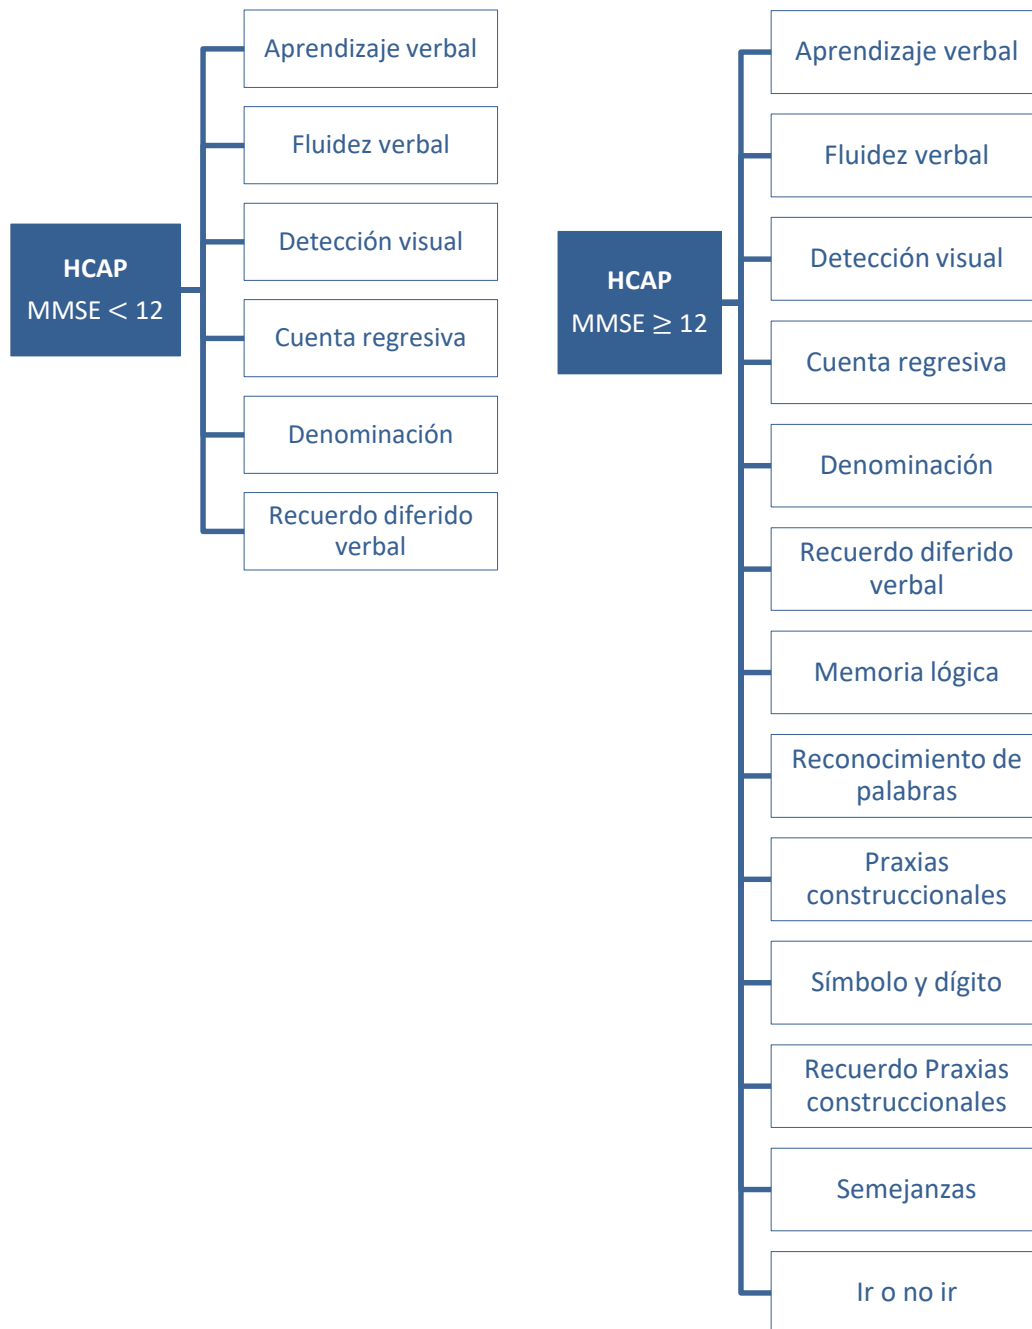 HCAP
MMSE < 12
Aprendizaje verbal
Fluidez verbal
Detección visual
Cuenta regresiva
Denominación
Recuerdo diferido
verbal
HCAP
MMSE ≥ 12
Aprendizaje verbal
Fluidez verbal
Detección visual
Cuenta regresiva
Denominación
Recuerdo diferido
verbal
Memoria lógica
Reconocimiento de
palabras
Praxias
construccionales
Símbolo y dígito
Recuerdo Praxias
construccionales
Semejanzas
Ir o no ir